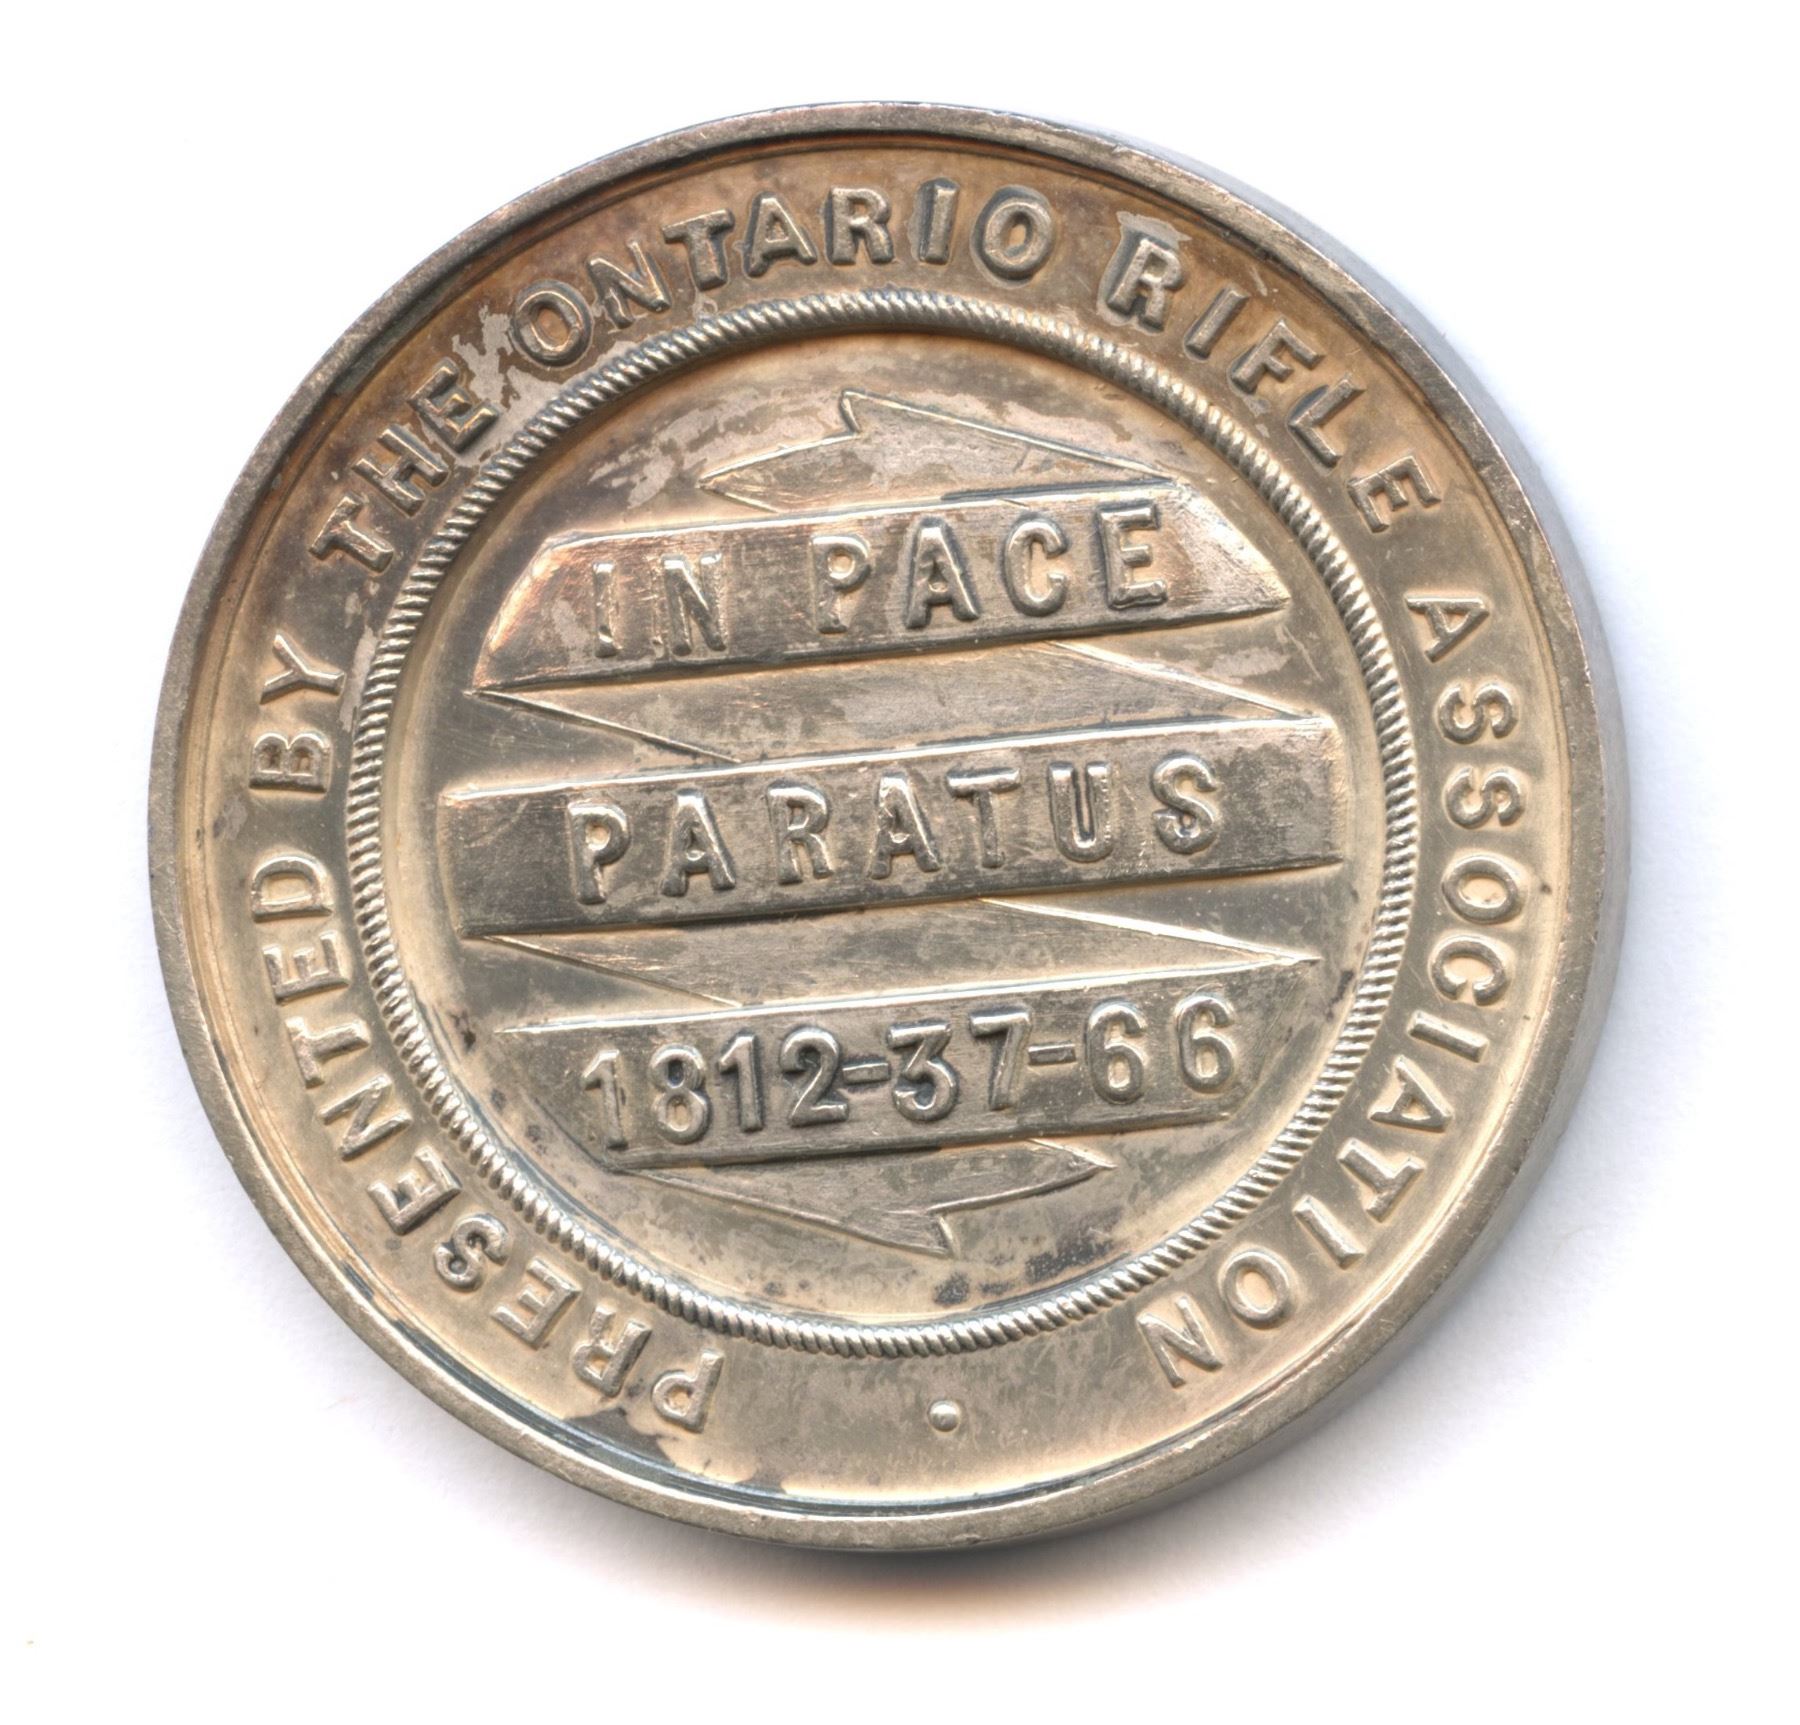 PRESENTED BY THE ONTARIO RIFLE ASSOCIATION
IN PACE
PARATUS
1812-37-66